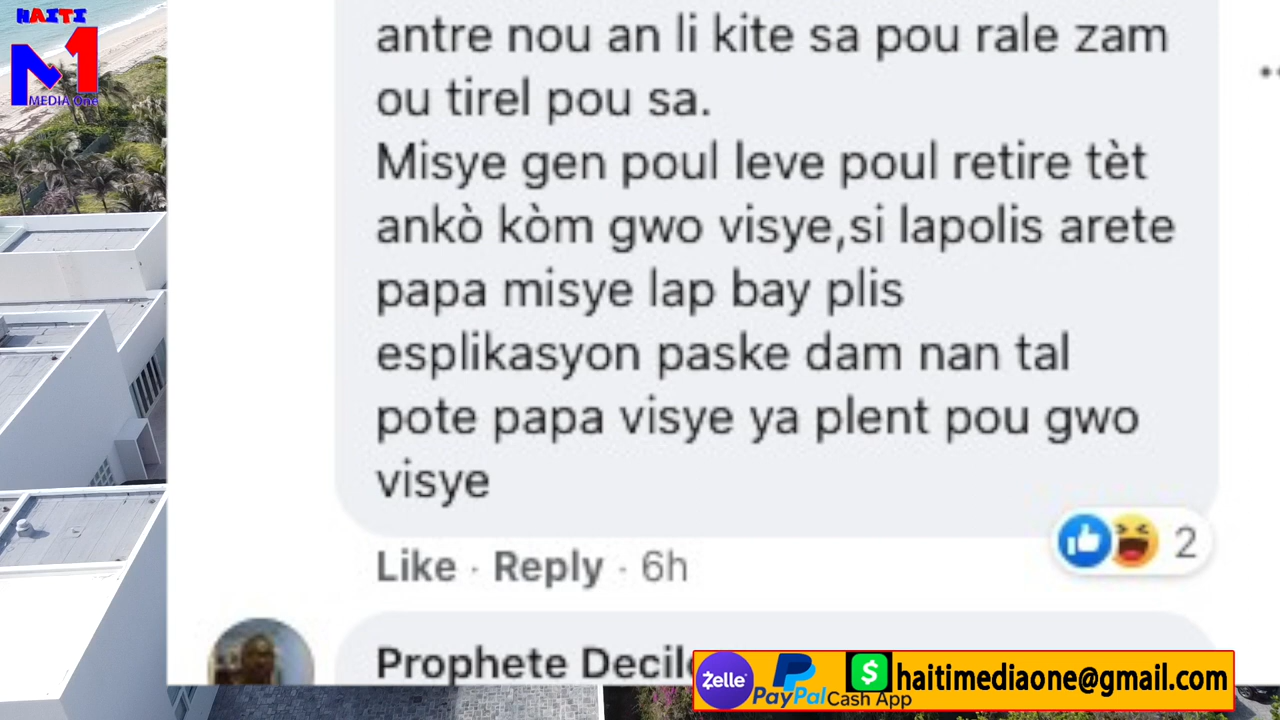 HAITI
M1
MEDIA One
antre nou an li kite sa pou rale zam
ou tirel pou sa.
Misye gen poul leve poul retire tèt
ankò kòm gwo visye,si lapolis arete
papa misye lap bay plis
esplikasyon paske dam nan tal
pote papa visye ya plent pou gwo
visye
Like · Reply · 6h
2
Prophete
Zelle
PayPal
$
Cash App
haitimediaone@gmail.com